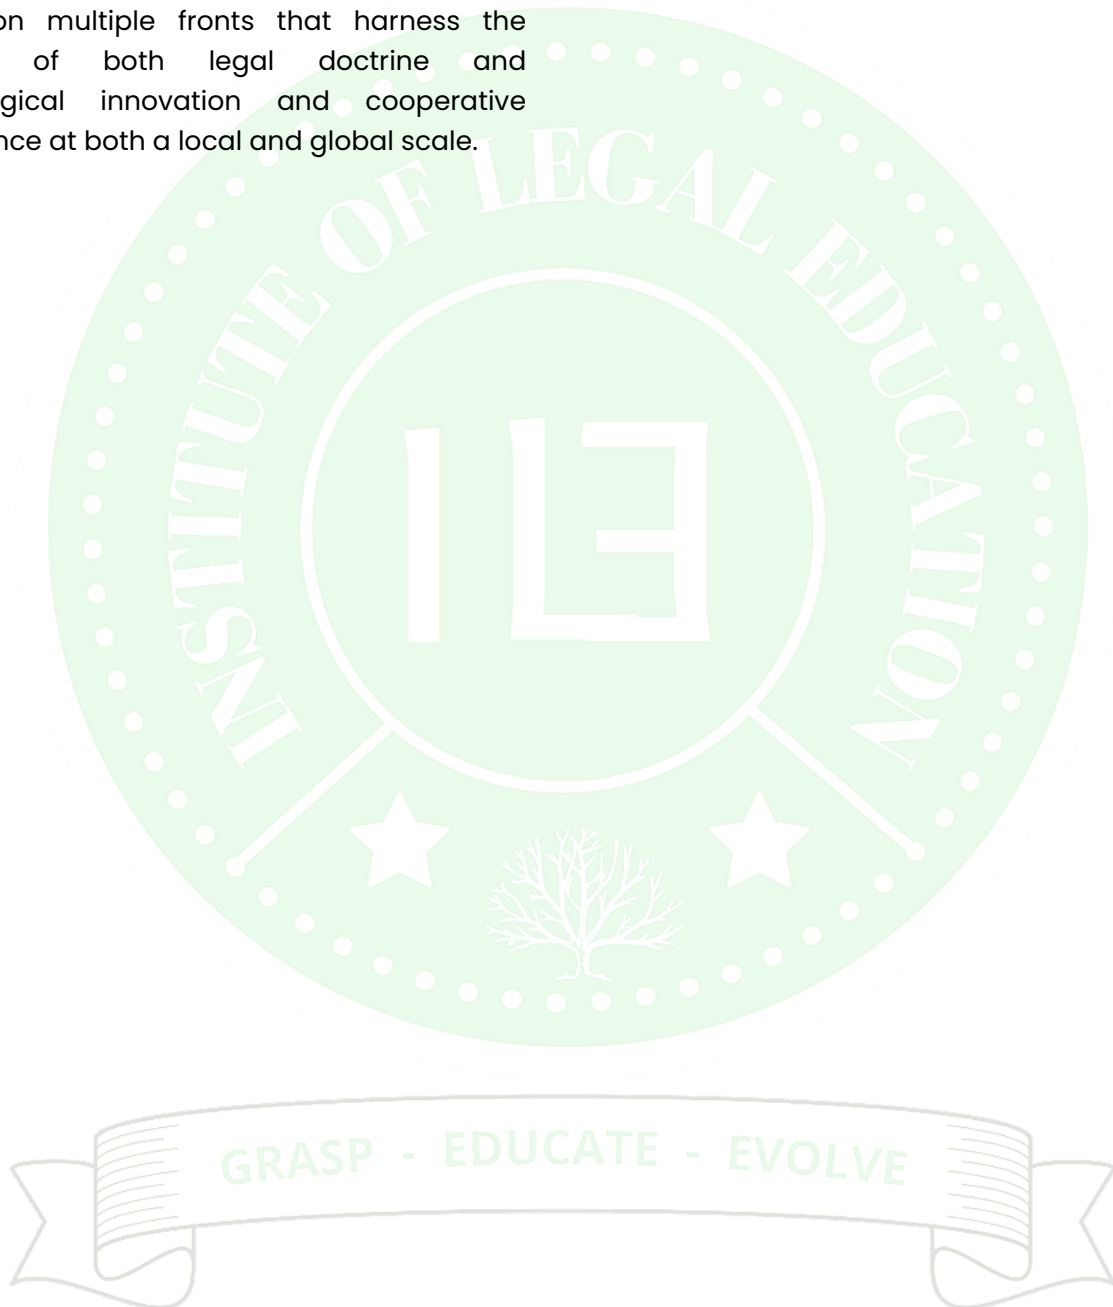 on multiple fronts that harness the
of both legal doctrine and
gical innovation and cooperative
nce at both a local and global scale.
INSTITUTE OF LEGAL EDUCATION
ILE
GRASP - EDUCATE - EVOLVE